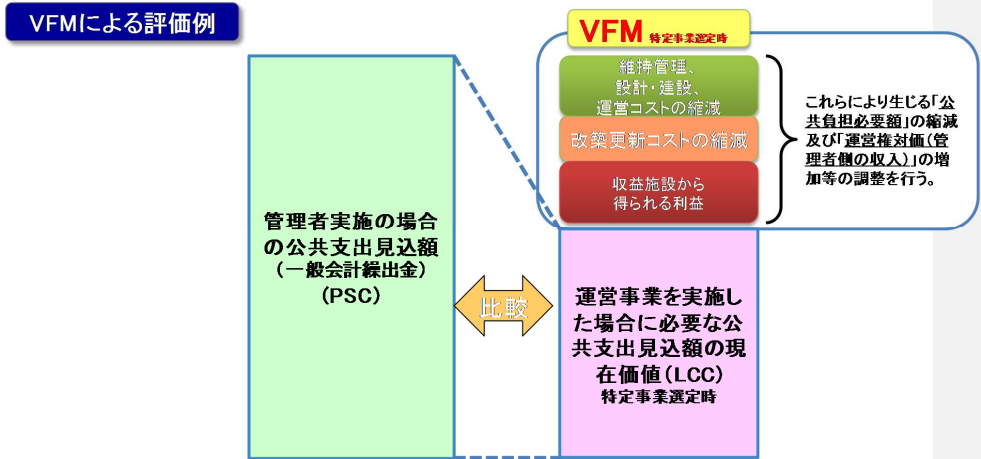 VFMによる評価例
VFM 特定事業選定時
維持管理、
設計・建設、
運営コストの縮減
改築更新コストの縮減
収益施設から
得られる利益
これらにより生じる「公
共負担必要額」の縮減
及び「運営権対価(管
理者側の収入)」の増
加等の調整を行う。
管理者実施の場合
の公共支出見込額
(一般会計繰出金)
(PSC)
比較
運営事業を実施し
た場合に必要な公
共支出見込額の現
在価値(LCC)
特定事業選定時